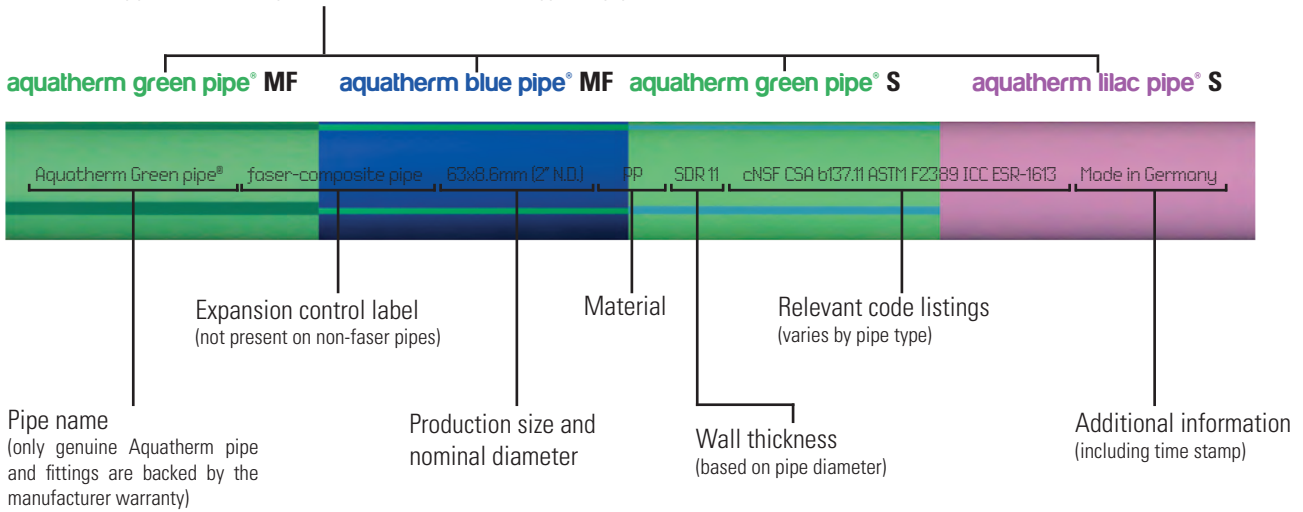 aquatherm green pipe® MF aquatherm blue pipe® MF aquatherm green pipe® S aquatherm lilac pipe® S
Aquatherm Green pipe® faser-composite pipe 63x8.6mm (2" N.D.) PP SDR 11 cNSF CSA b137.11 ASTM F2389 ICC ESR-1613 Made in Germany
Expansion control label
(not present on non-faser pipes)
Material
Relevant code listings
(varies by pipe type)
Pipe name
(only genuine Aquatherm pipe
and fittings are backed by the
manufacturer warranty)
Production size and
nominal diameter
Wall thickness
(based on pipe diameter)
Additional information
(including time stamp)